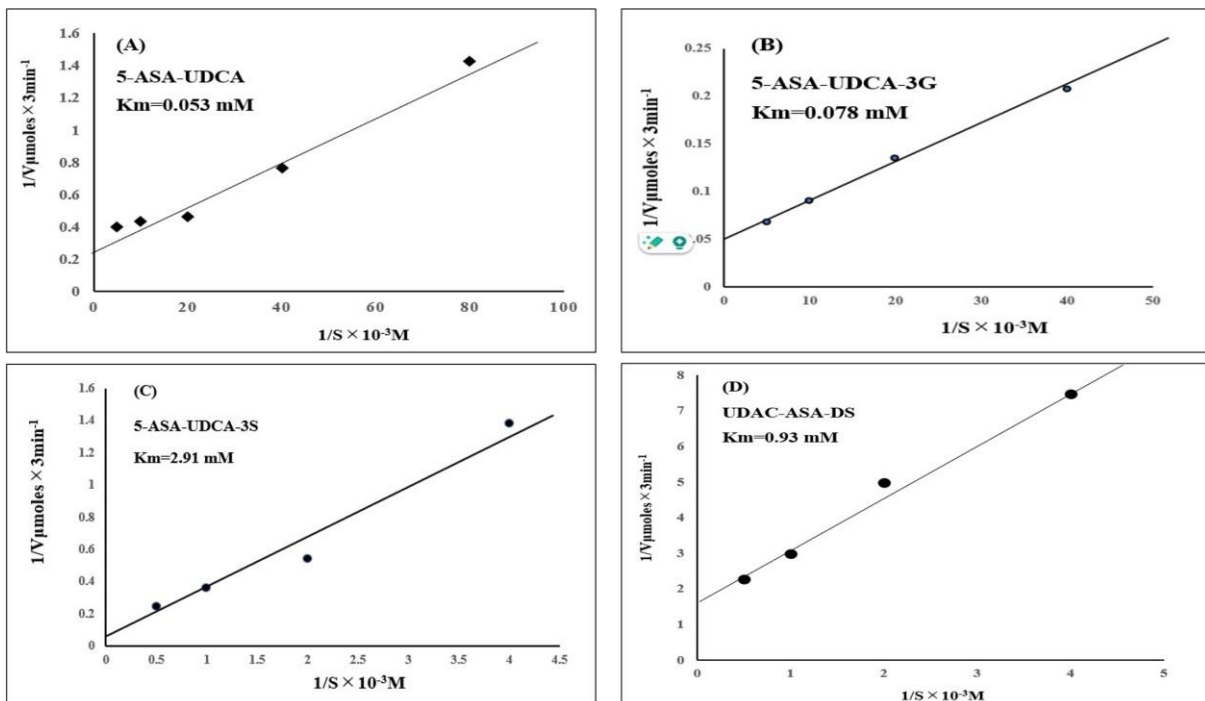 (A)
5-ASA-UDCA
Km=0.053 mM
1/Vμmoles × 3min-1
1.6
1.4
1.2
1
0.8
0.6
0.4
0.2
0
0 20 40 60 80 100
1/S × 10-3M
(B)
5-ASA-UDCA-3G
Km=0.078 mM
1/Vμmoles × 3min-1
0.25
0.2
0.15
0.1
0.05
0
0 10 20 30 40 50
1/S × 10-3M
(C)
5-ASA-UDCA-3S
Km=2.91 mM
1/Vμmoles × 3min-1
1.6
1.4
1.2
1
0.8
0.6
0.4
0.2
0
0 0.5 1 1.5 2 2.5 3 3.5 4 4.5
1/S × 10-3M
(D)
UDAC-ASA-DS
Km=0.93 mM
1/Vμmoles × 3min-1
8
7
6
5
4
3
2
1
0
0 1 2 3 4 5
1/S × 10-3M